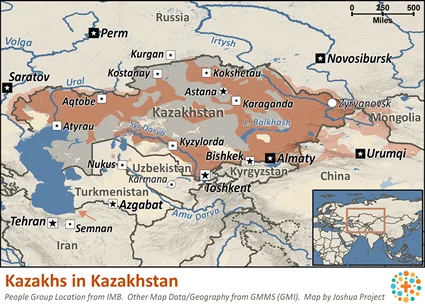 Russia
0 250 500
Miles
Volga
Perm
Irtysh
Kurgan
Novosibursk
Kostanay
Kokshetau
Saratov
Ural
Astana
Aqtobe
Karaganda
Zyryanovsk
Kazakhstan
Mongolia
Atyrau
Syr Darya
L. Balkhash
Kyzylorda
Bishkek
Almaty
Urumqi
Nukus
Uzbekistan
Kyrgyzstan
Karmana
Toshkent
China
Turkmenistan
Azgabat
Amu Darya
Tehran
Semnan
Iran
Kazakhs in Kazakhstan
People Group Location from IMB. Other Map Data/Geography from GMMS (GMI). Map by Joshua Project